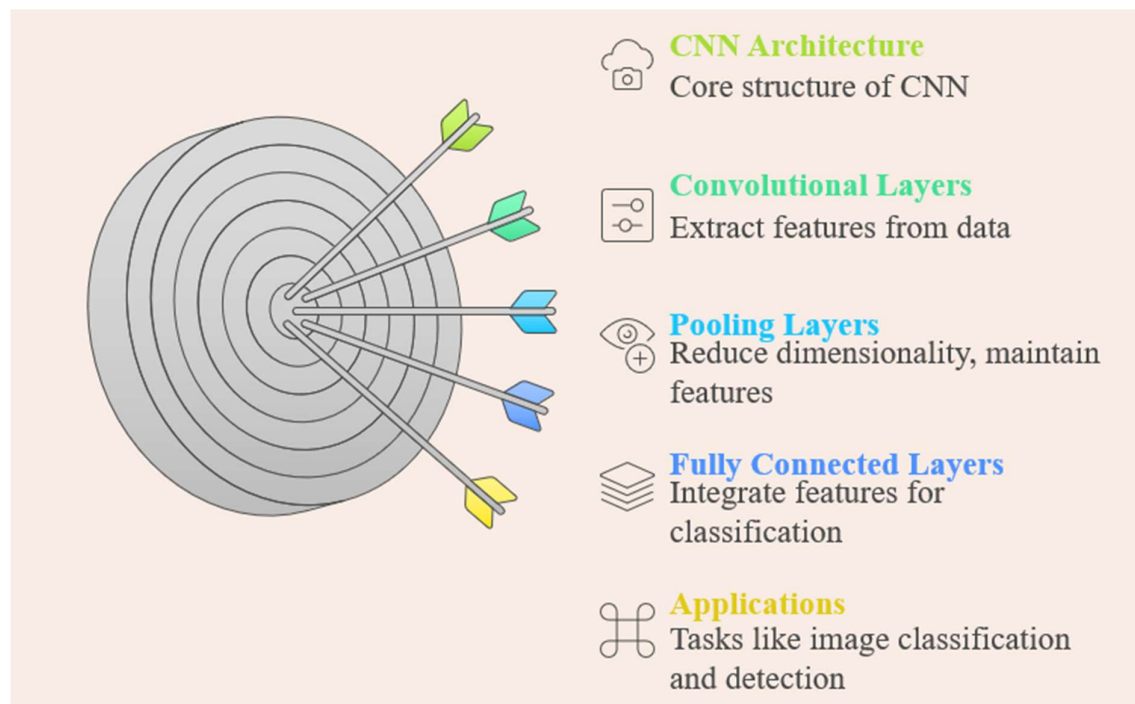 CNN Architecture
Core structure of CNN
Convolutional Layers
Extract features from data
Pooling Layers
Reduce dimensionality, maintain
features
Fully Connected Layers
Integrate features for
classification
Applications
Tasks like image classification
and detection